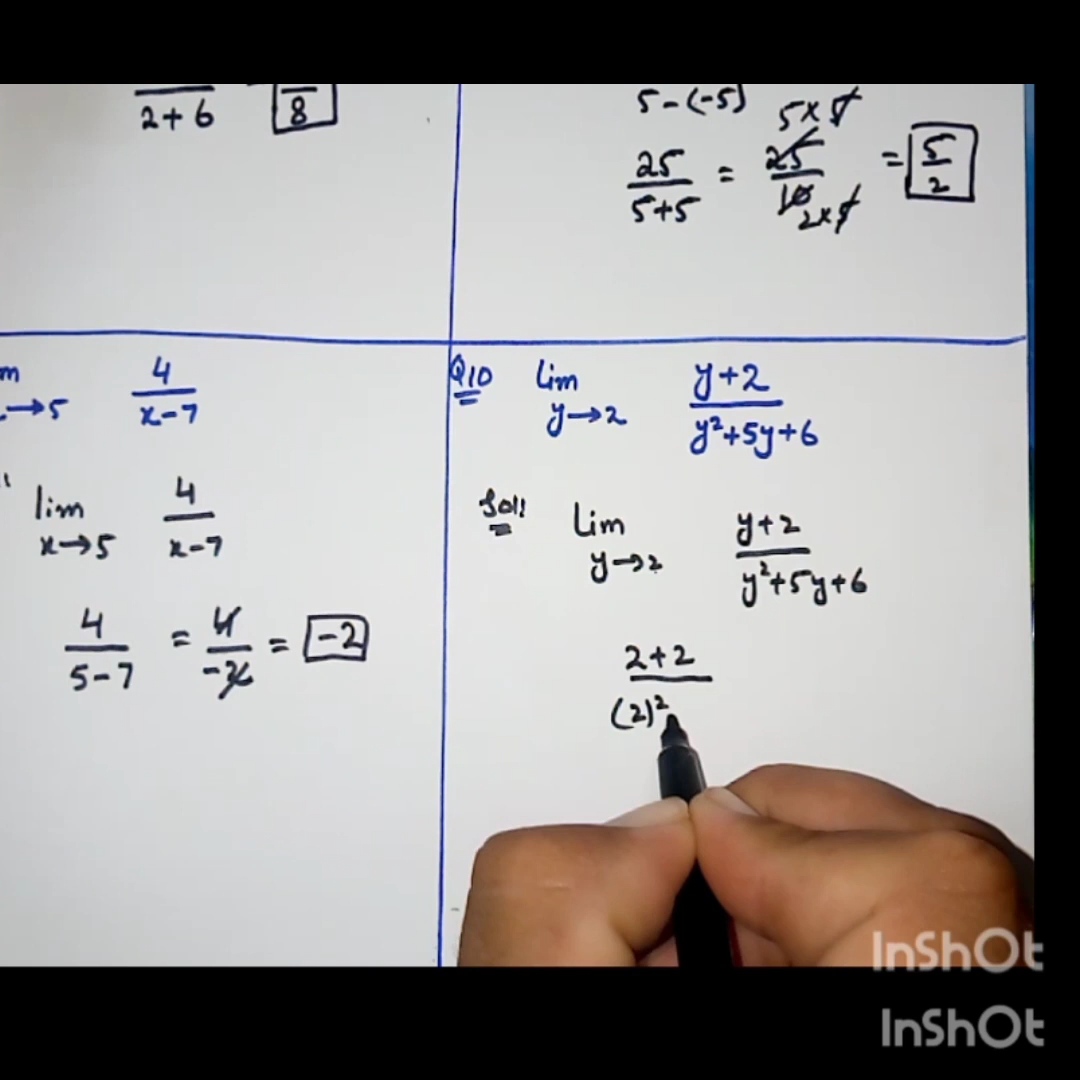 2+6
8
5-(-5)
5×5
25/5+5 = 25/10 = 5/2
2×5
4/x-7
→5
Q10 lim y→2 y+2/y²+5y+6
lim x→5 4/x-7
Sol: Lim y→2 y+2/y²+5y+6
4/5-7 = 4/-2 = -2
2+2
(2)²
InShOt
InShOt